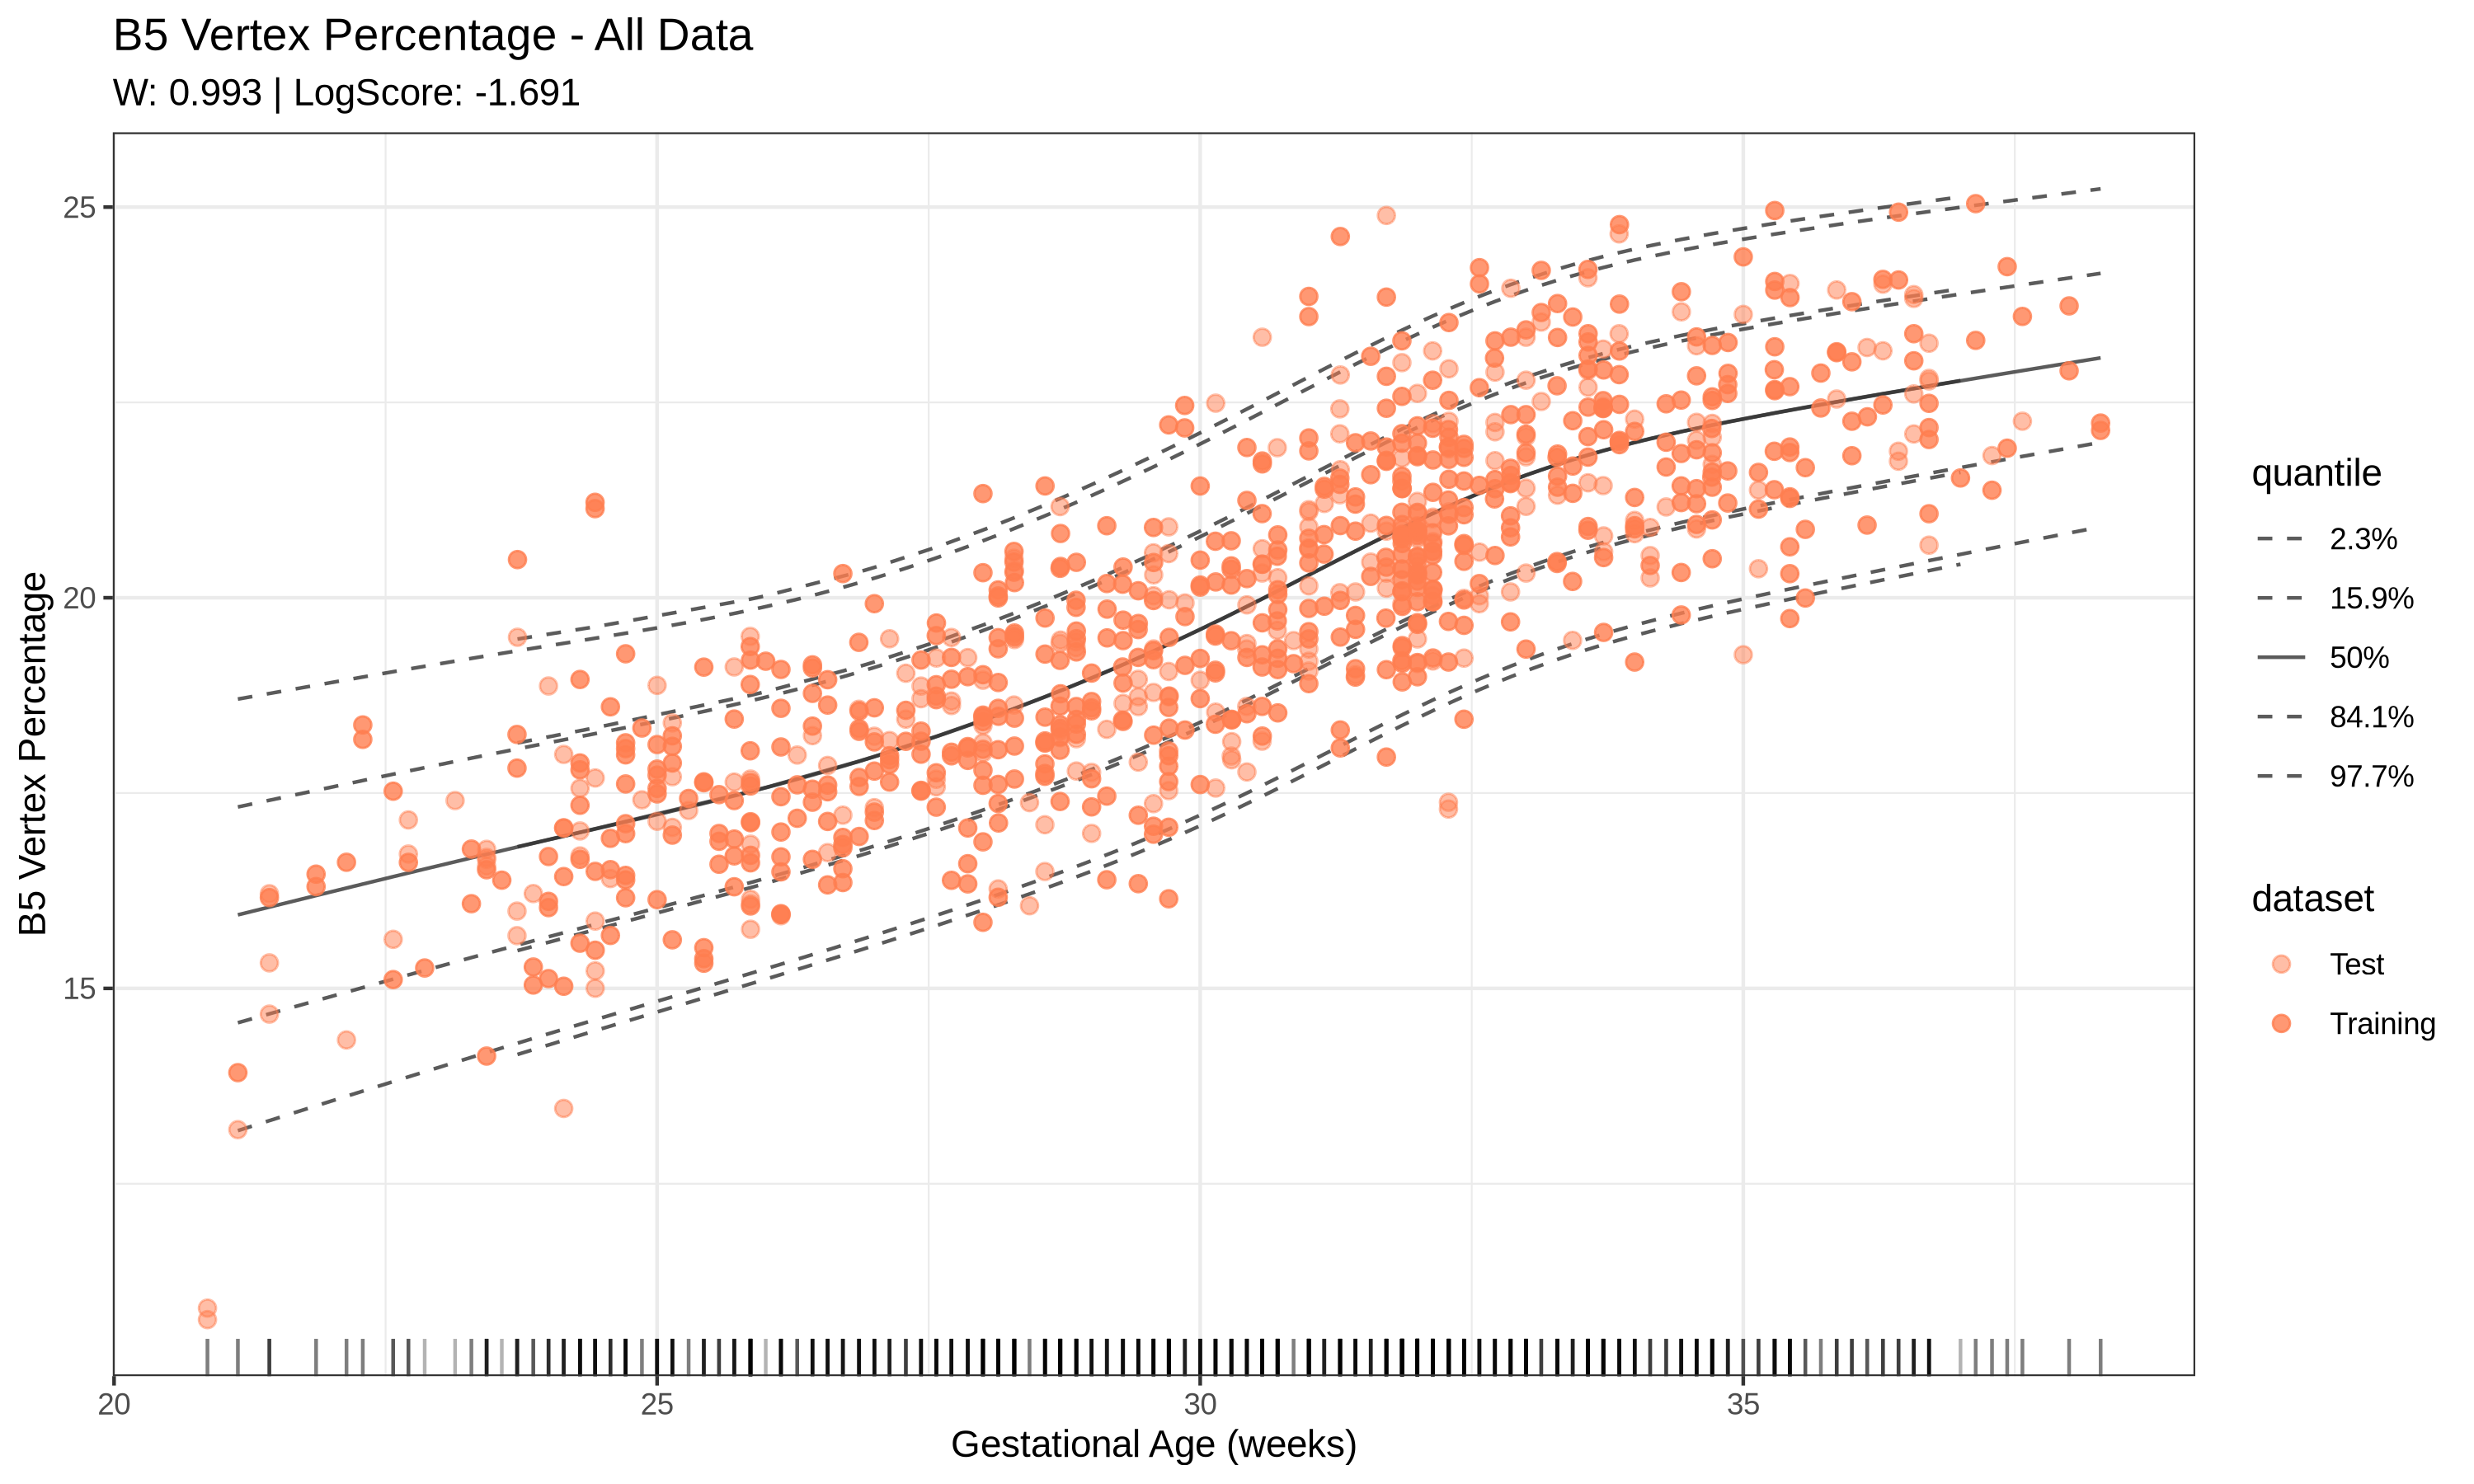 B5 Vertex Percentage - All Data
W: 0.993 | LogScore: -1.691
25
20
15
B5 Vertex Percentage
20
25
30
35
Gestational Age (weeks)
quantile
2.3%
15.9%
50%
84.1%
97.7%
dataset
Test
Training